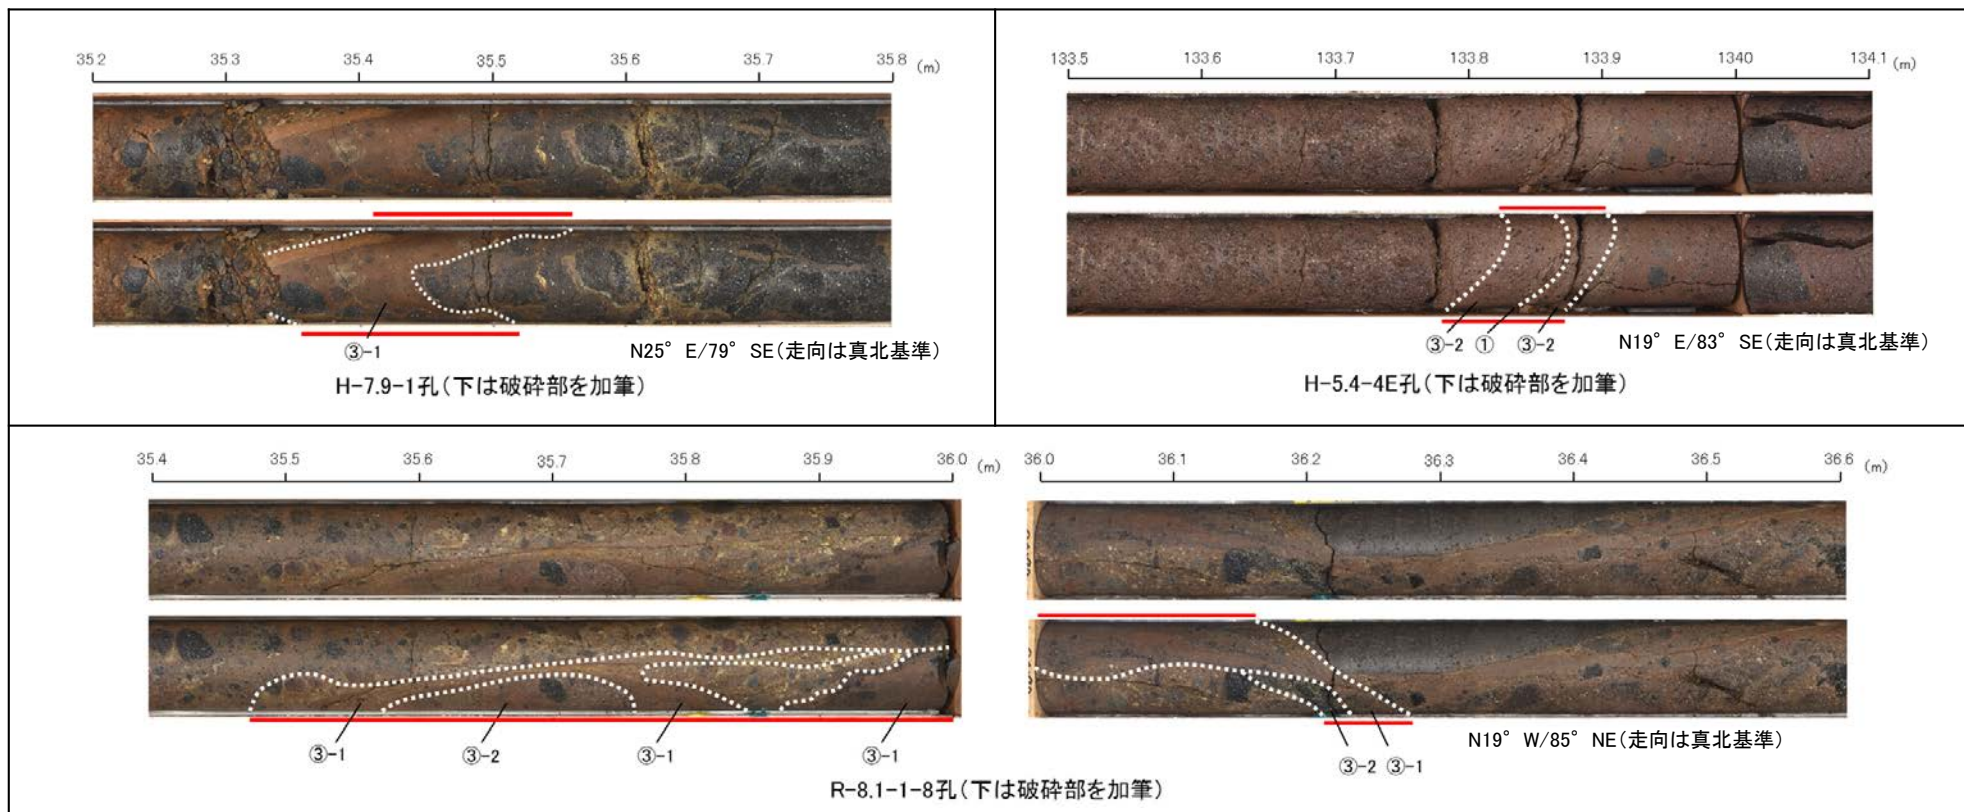 35.2 35.3 35.4 35.5 35.6 35.7 35.8 (m)
③-1
N25° E/79° SE(走向は真北基準)
H-7.9-1孔(下は破砕部を加筆)
133.5 133.6 133.7 133.8 133.9 134.0 134.1 (m)
③-2 ① ③-2
N19° E/83° SE(走向は真北基準)
H-5.4-4E孔(下は破砕部を加筆)
35.4 35.5 35.6 35.7 35.8 35.9 36.0 (m)
36.0 36.1 36.2 36.3 36.4 36.5 36.6 (m)
③-1 ③-2 ③-1 ③-1
③-2 ③-1
N19° W/85° NE(走向は真北基準)
R-8.1-1-8孔(下は破砕部を加筆)